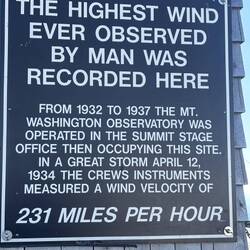 THE HIGHEST WIND
EVER OBSERVED
BY MAN WAS
RECORDED HERE
FROM 1932 TO 1937 THE MT.
WASHINGTON OBSERVATORY WAS
OPERATED IN THE SUMMIT STAGE
OFFICE THEN OCCUPYING THIS SITE.
IN A GREAT STORM APRIL 12,
1934 THE CREWS INSTRUMENTS
MEASURED A WIND VELOCITY OF
231 MILES PER HOUR